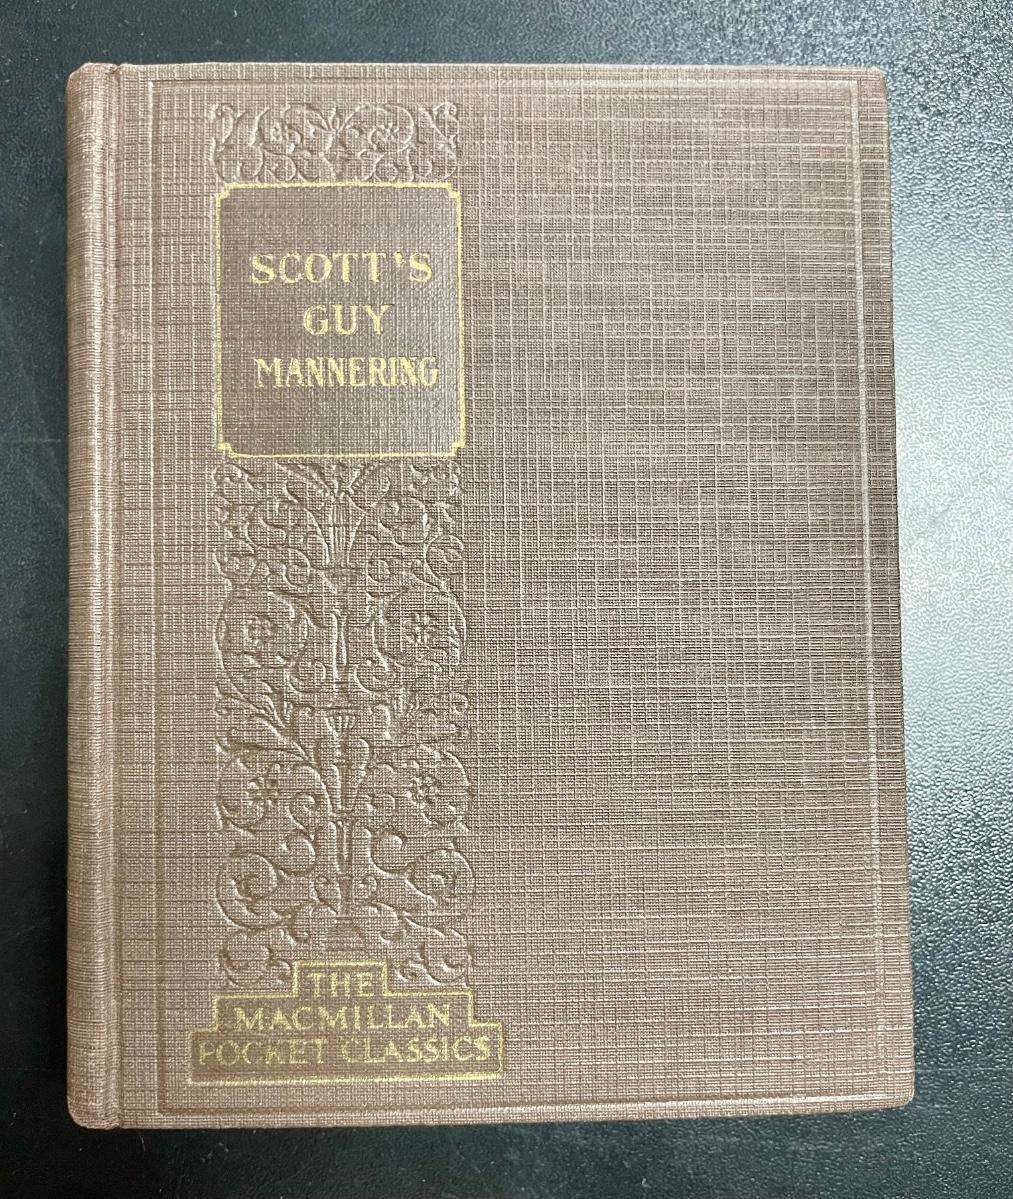 SCOTT'S
GUY
MANNERING
THE
MACMILLAN
POCKET CLASSICS